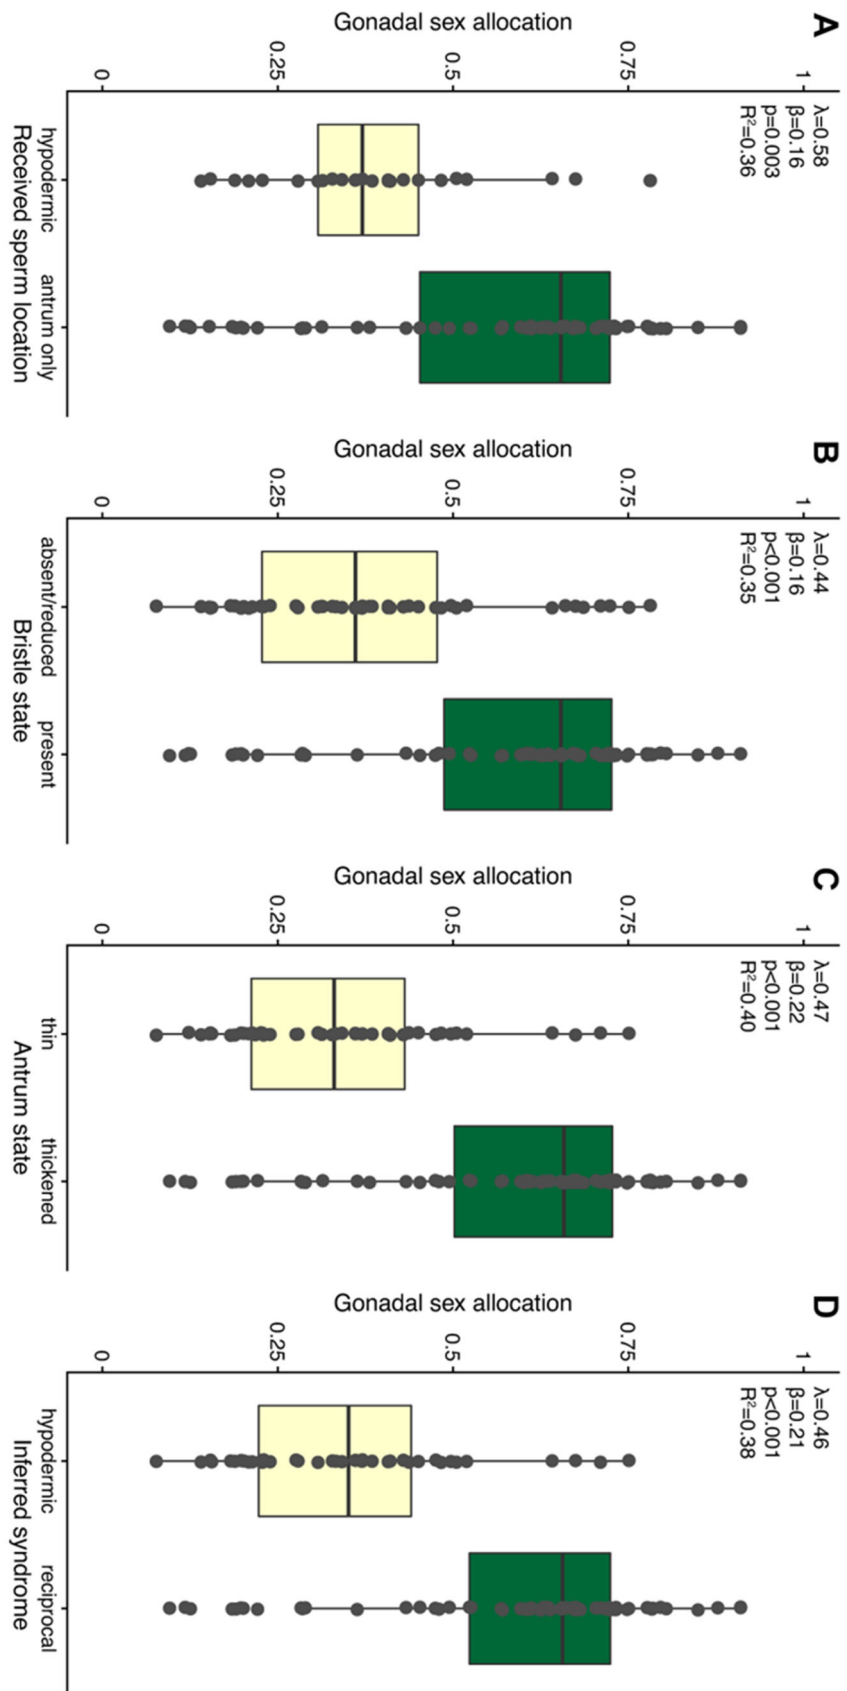 A
λ=0.58
β=0.16
p=0.003
R²=0.36
Gonadal sex allocation
1
0.75
0.5
0.25
0
hypodermic
antrum only
Received sperm location
B
λ=0.44
β=0.16
p<0.001
R²=0.35
Gonadal sex allocation
1
0.75
0.5
0.25
0
absent/reduced
present
Bristle state
C
λ=0.47
β=0.22
p<0.001
R²=0.40
Gonadal sex allocation
1
0.75
0.5
0.25
0
thin
thickened
Antrum state
D
λ=0.46
β=0.21
p<0.001
R²=0.38
Gonadal sex allocation
1
0.75
0.5
0.25
0
hypodermic
reciprocal
Inferred syndrome